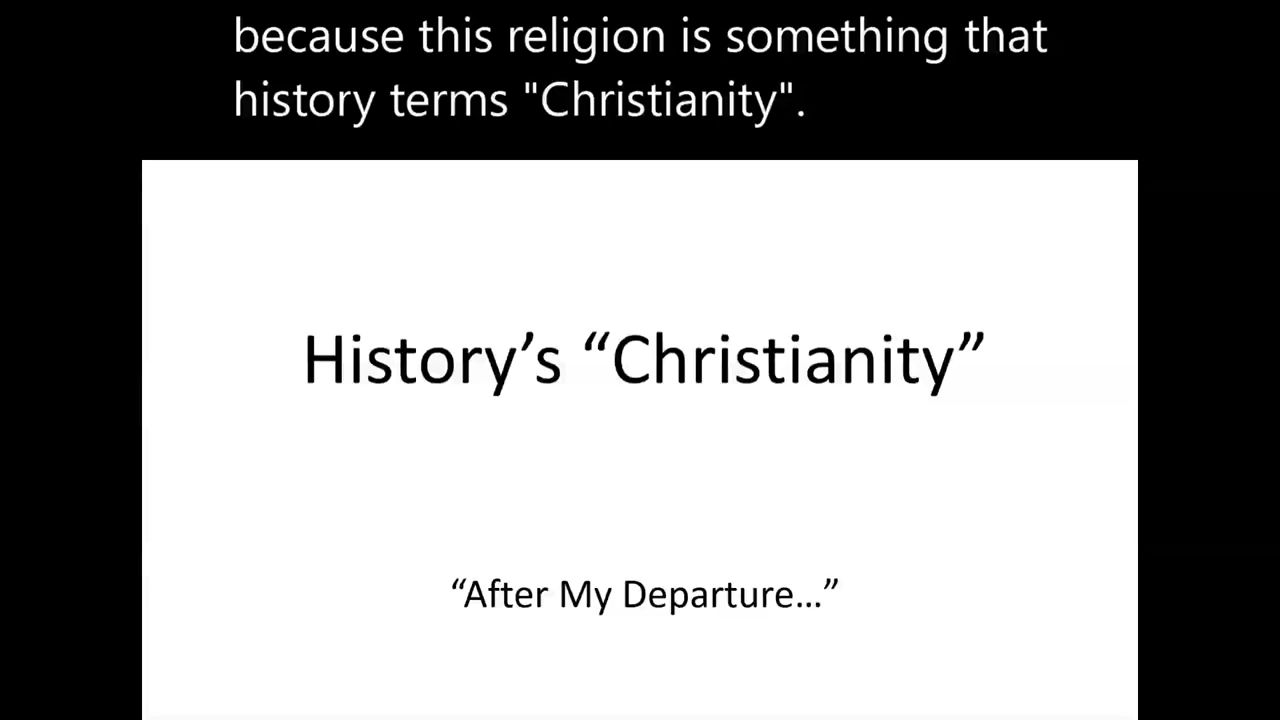 because this religion is something that
history terms "Christianity".
History’s “Christianity”
“After My Departure…”